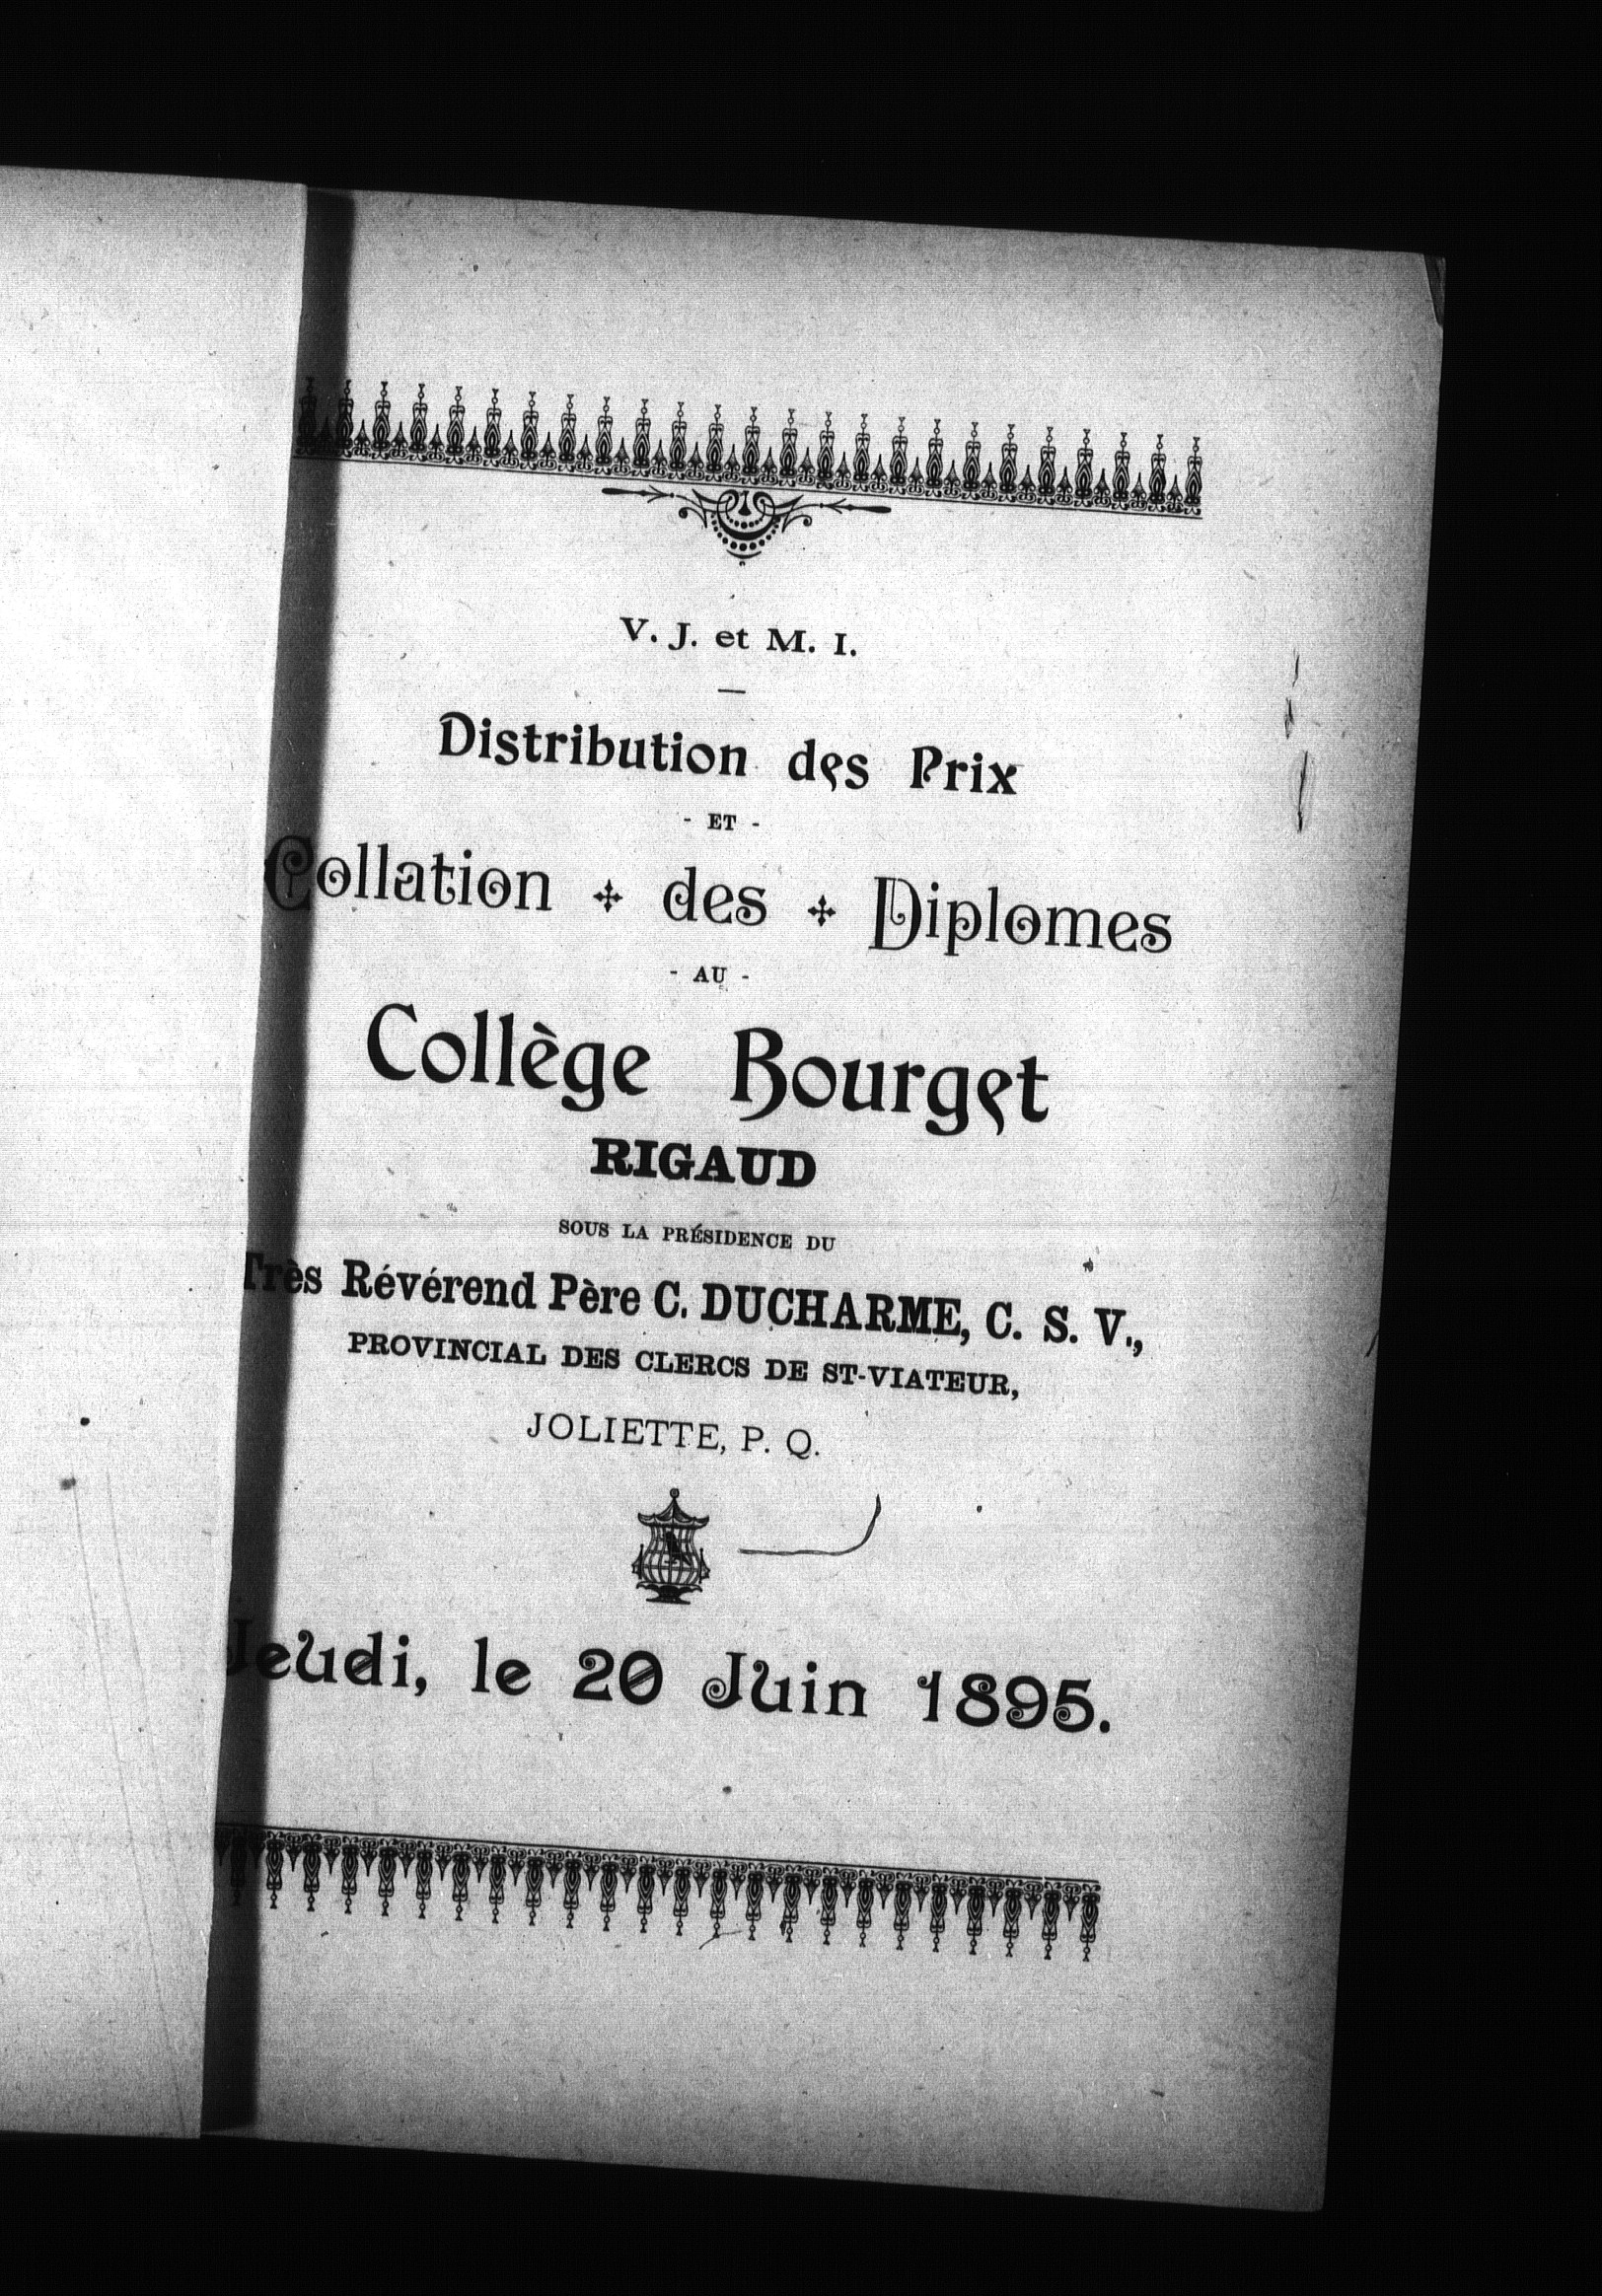 V. J. et M. I.
Distribution des Prix
- ET -
Collation des Diplomes
- AU -
Collège Bourget
RIGAUD
SOUS LA PRÉSIDENCE DU
Très Révérend Père C. DUCHARME, C. S. V.,
PROVINCIAL DES CLERCS DE ST-VIATEUR,
JOLIETTE, P. Q.
Jeudi, le 20 Juin 1895.